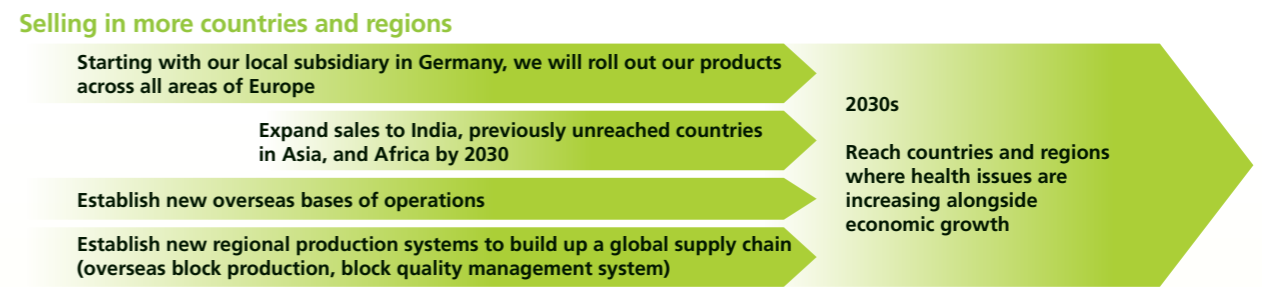 Selling in more countries and regions
Starting with our local subsidiary in Germany, we will roll out our products
across all areas of Europe
Expand sales to India, previously unreached countries
in Asia, and Africa by 2030
Establish new overseas bases of operations
Establish new regional production systems to build up a global supply chain
(overseas block production, block quality management system)
2030s
Reach countries and regions
where health issues are
increasing alongside
economic growth